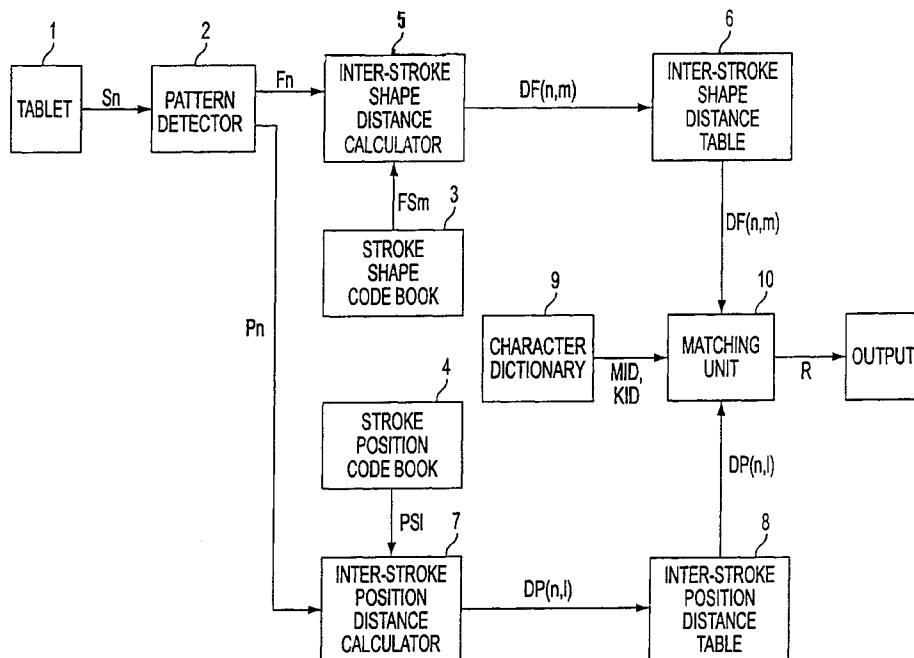 1
TABLET
Sn
2
PATTERN
DETECTOR
Fn
Pn
5
INTER-STROKE
SHAPE
DISTANCE
CALCULATOR
DF(n,m)
6
INTER-STROKE
SHAPE
DISTANCE
TABLE
FSm
3
STROKE
SHAPE
CODE BOOK
DF(n,m)
9
CHARACTER
DICTIONARY
MID,
KID
10
MATCHING
UNIT
R
OUTPUT
4
STROKE
POSITION
CODE BOOK
PSl
DP(n,l)
7
INTER-STROKE
POSITION
DISTANCE
CALCULATOR
DP(n,l)
8
INTER-STROKE
POSITION
DISTANCE
TABLE